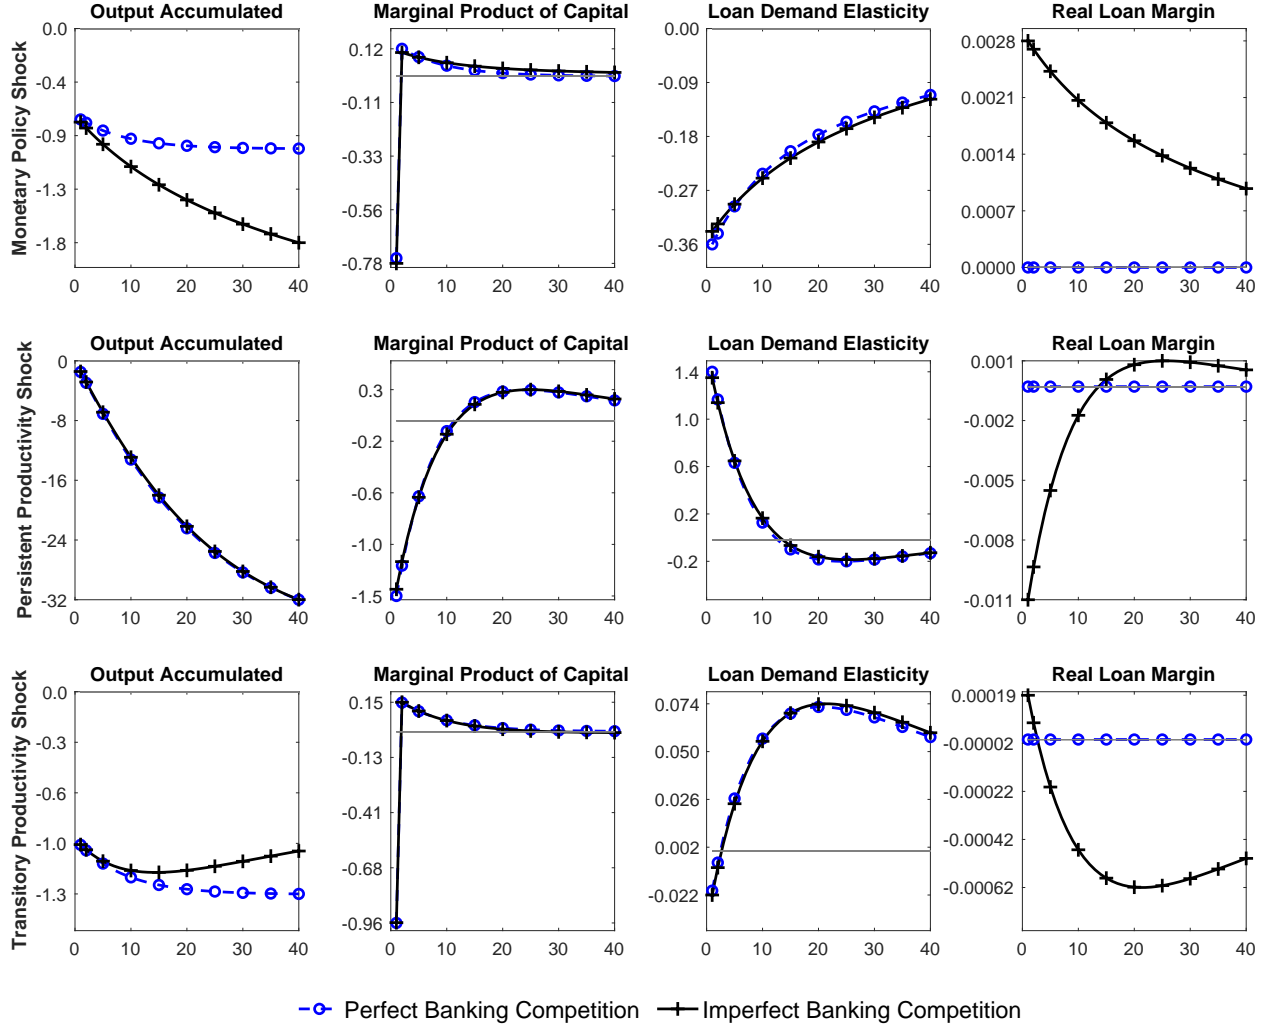 Output Accumulated
Marginal Product of Capital
Loan Demand Elasticity
Real Loan Margin
Monetary Policy Shock
0.0
-0.4
-0.9
-1.3
-1.8
0 10 20 30 40
0.12
-0.11
-0.33
-0.56
-0.78
0 10 20 30 40
0.00
-0.09
-0.18
-0.27
-0.36
0 10 20 30 40
0.0028
0.0021
0.0014
0.0007
0.0000
0 10 20 30 40
Output Accumulated
Marginal Product of Capital
Loan Demand Elasticity
Real Loan Margin
Persistent Productivity Shock
0
-8
-16
-24
-32
0 10 20 30 40
0.3
-0.2
-0.6
-1.0
-1.5
0 10 20 30 40
1.4
1.0
0.6
0.2
-0.2
0 10 20 30 40
0.001
-0.002
-0.005
-0.008
-0.011
0 10 20 30 40
Output Accumulated
Marginal Product of Capital
Loan Demand Elasticity
Real Loan Margin
Transitory Productivity Shock
0.0
-0.3
-0.6
-1.0
-1.3
0 10 20 30 40
0.15
-0.13
-0.41
-0.68
-0.96
0 10 20 30 40
0.074
0.050
0.026
0.002
-0.022
0 10 20 30 40
0.00019
-0.00002
-0.00022
-0.00042
-0.00062
0 10 20 30 40
Perfect Banking Competition
Imperfect Banking Competition